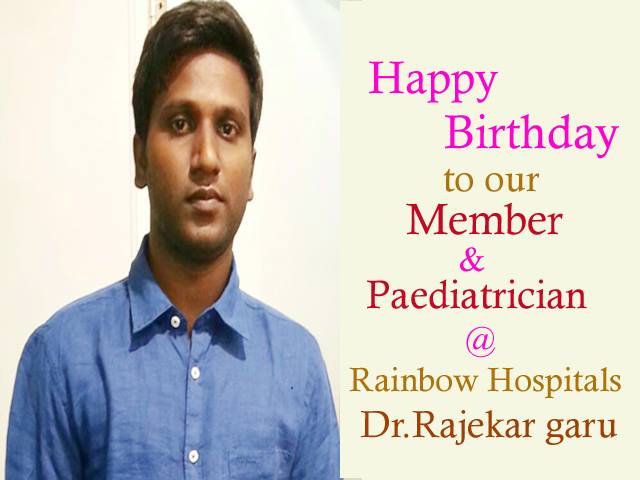 Happy
Birthday
to our
Member
&
Paediatrician
@
Rainbow Hospitals
Dr.Rajekar garu